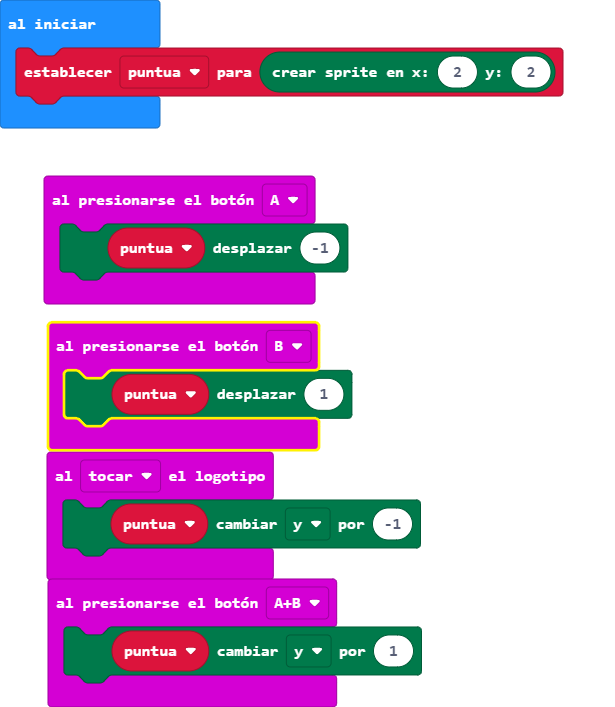 al iniciar
establecer puntua para crear sprite en x: 2 y: 2
al presionarse el botón A
puntua desplazar -1
al presionarse el botón B
puntua desplazar 1
al tocar el logotipo
puntua cambiar y por -1
al presionarse el botón A+B
puntua cambiar y por 1